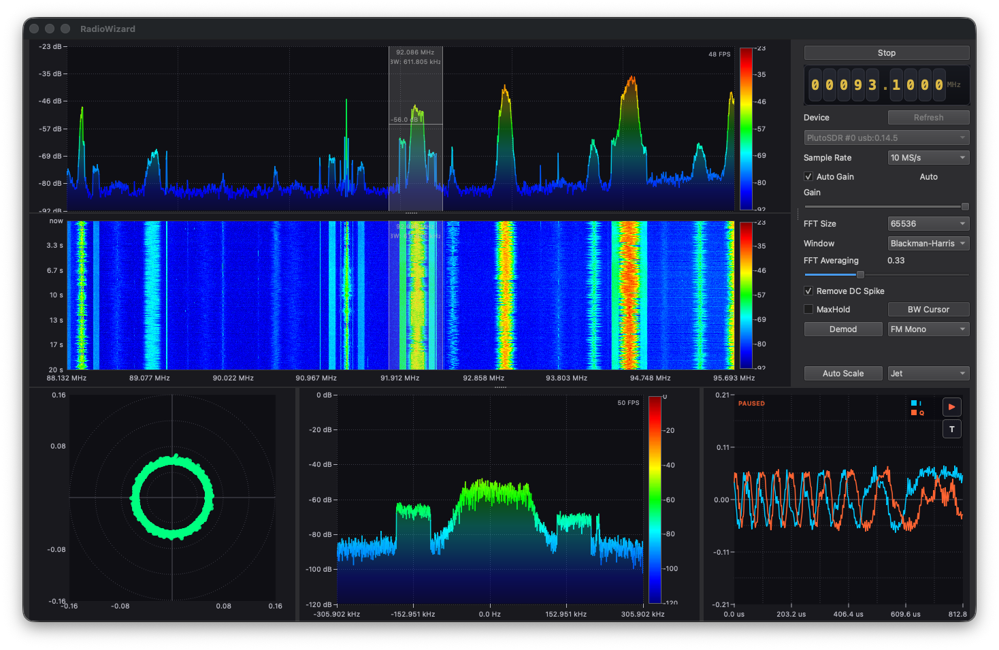 RadioWizard
-23 dB
-35 dB
-46 dB
-57 dB
-69 dB
-80 dB
-92 dB
92.086 MHz
BW: 611.805 kHz
-56.0 dB
48 FPS
-23
-35
-46
-57
-69
-80
-92
now
3.3 s
6.7 s
10 s
13 s
17 s
20 s
88.132 MHz
89.077 MHz
90.022 MHz
90.967 MHz
91.912 MHz
92.858 MHz
93.803 MHz
94.748 MHz
95.693 MHz
-23
-35
-46
-57
-69
-80
-92
Stop
00093.1000 MHz
Device
Refresh
PlutoSDR #0 usb:0.14.5
Sample Rate
10 MS/s
Auto Gain
Auto
Gain
FFT Size
65536
Window
Blackman-Harris
FFT Averaging
0.33
Remove DC Spike
MaxHold
BW Cursor
Demod
FM Mono
Auto Scale
Jet
0.16
0.08
-0.08
-0.16
-0.16
-0.08
0.08
0.16
0 dB
-20 dB
-40 dB
-60 dB
-80 dB
-100 dB
-120 dB
50 FPS
0
-20
-40
-60
-80
-100
-120
-305.902 kHz
-152.951 kHz
0.0 Hz
152.951 kHz
305.902 kHz
0.21
0.11
0.00
-0.11
-0.21
PAUSED
I
Q
T
0.0 us
203.2 us
406.4 us
609.6 us
812.8